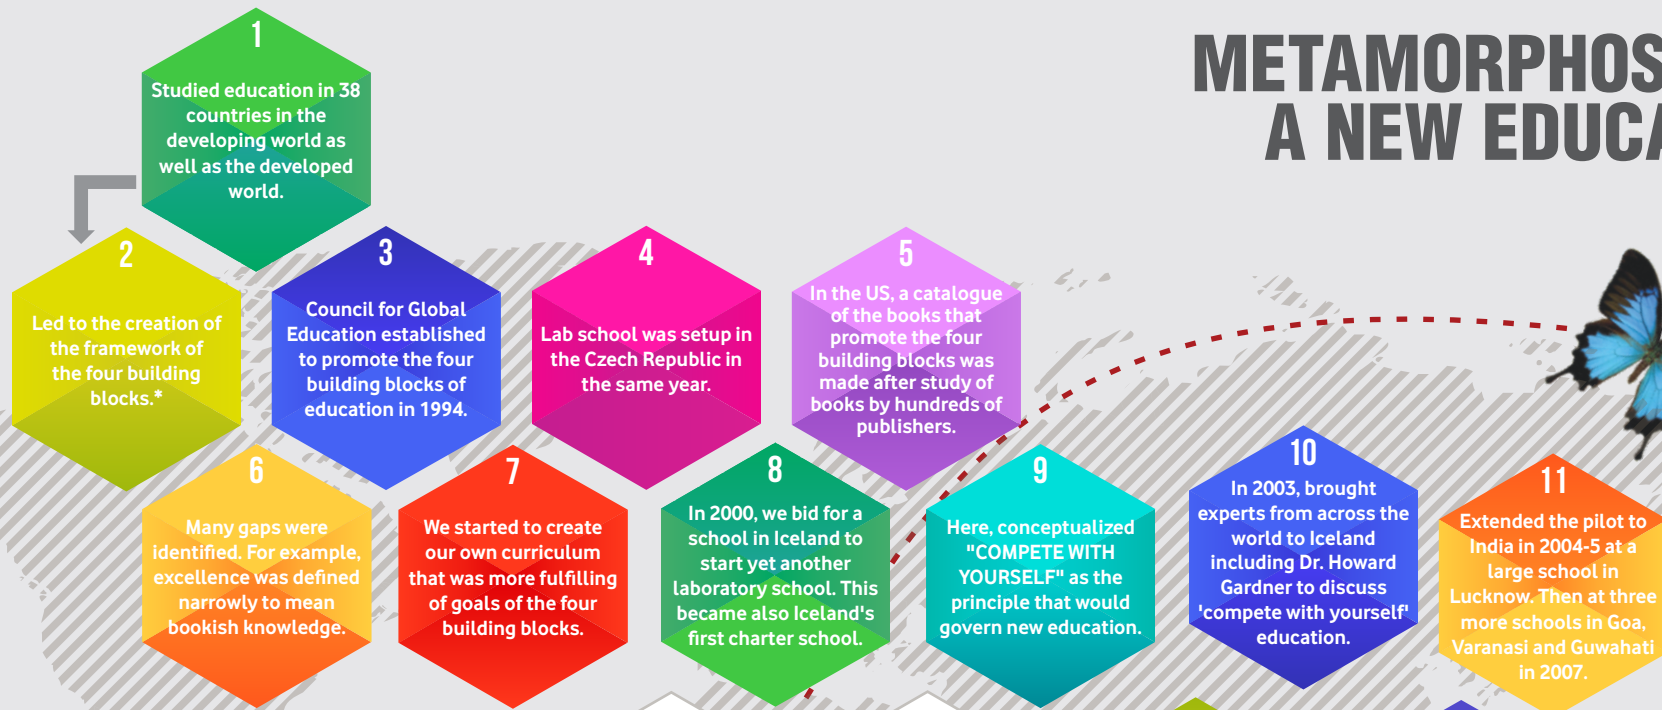 METAMORPHOS
A NEW EDUCA
1
Studied education in 38
countries in the
developing world as
well as the developed
world.
2
Led to the creation of
the framework of
the four building
blocks.*
3
Council for Global
Education established
to promote the four
building blocks of
education in 1994.
4
Lab school was setup in
the Czech Republic in
the same year.
5
In the US, a catalogue
of the books that
promote the four
building blocks was
made after study of
books by hundreds of
publishers.
6
Many gaps were
identified. For example,
excellence was defined
narrowly to mean
bookish knowledge.
7
We started to create
our own curriculum
that was more fulfilling
of goals of the four
building blocks.
8
In 2000, we bid for a
school in Iceland to
start yet another
laboratory school. This
became also Iceland's
first charter school.
9
Here, conceptualized
"COMPETE WITH
YOURSELF" as the
principle that would
govern new education.
10
In 2003, brought
experts from across the
world to Iceland
including Dr. Howard
Gardner to discuss
'compete with yourself'
education.
11
Extended the pilot to
India in 2004-5 at a
large school in
Lucknow. Then at three
more schools in Goa,
Varanasi and Guwahati
in 2007.